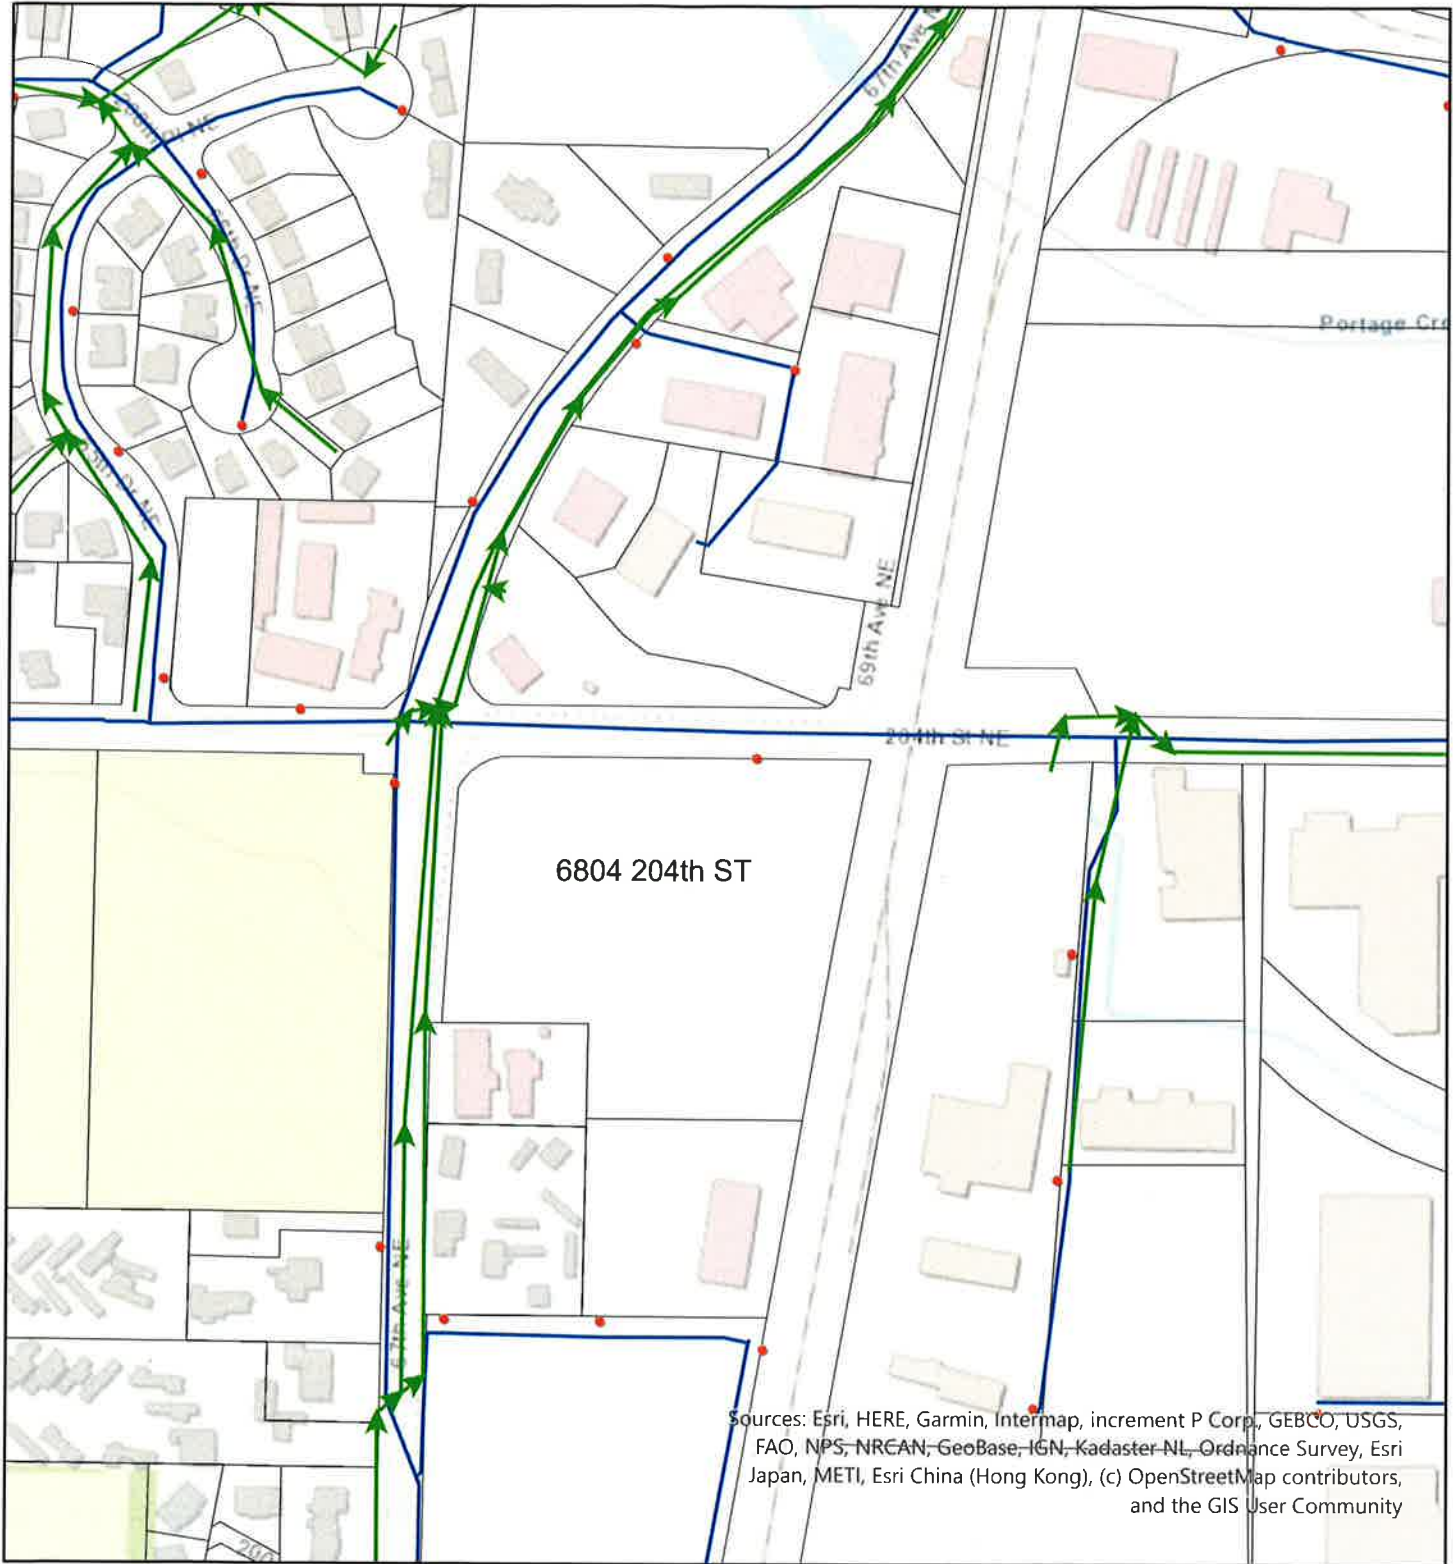 67th Ave N
Portage Cre
69th Ave NE
204th St NE
6804 204th ST
67th Ave NE
Sources: Esri, HERE, Garmin, Intermap, increment P Corp., GEBCO, USGS,
FAO, NPS, NRCAN, GeoBase, IGN, Kadaster NL, Ordnance Survey, Esri
Japan, METI, Esri China (Hong Kong), (c) OpenStreetMap contributors,
and the GIS User Community